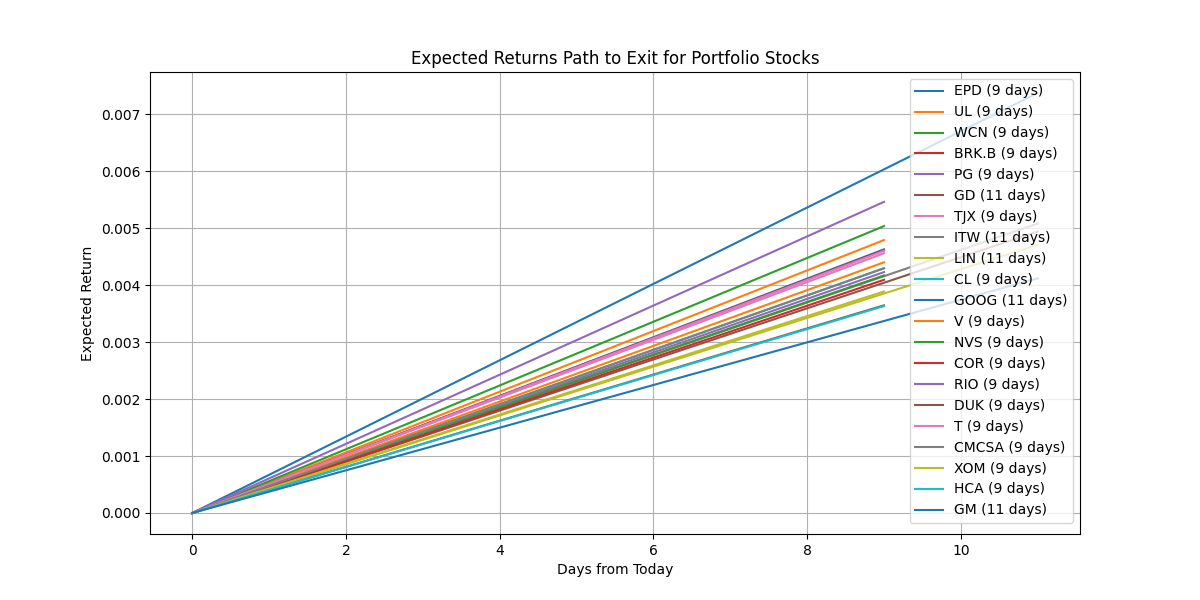 Expected Returns Path to Exit for Portfolio Stocks
Expected Return
0.007
0.006
0.005
0.004
0.003
0.002
0.001
0.000
EPD (9 days)
UL (9 days)
WCN (9 days)
BRK.B (9 days)
PG (9 days)
GD (11 days)
TJX (9 days)
ITW (11 days)
LIN (11 days)
CL (9 days)
GOOG (11 days)
V (9 days)
NVS (9 days)
COR (9 days)
RIO (9 days)
DUK (9 days)
T (9 days)
CMCSA (9 days)
XOM (9 days)
HCA (9 days)
GM (11 days)
0 2 4 6 8 10
Days from Today